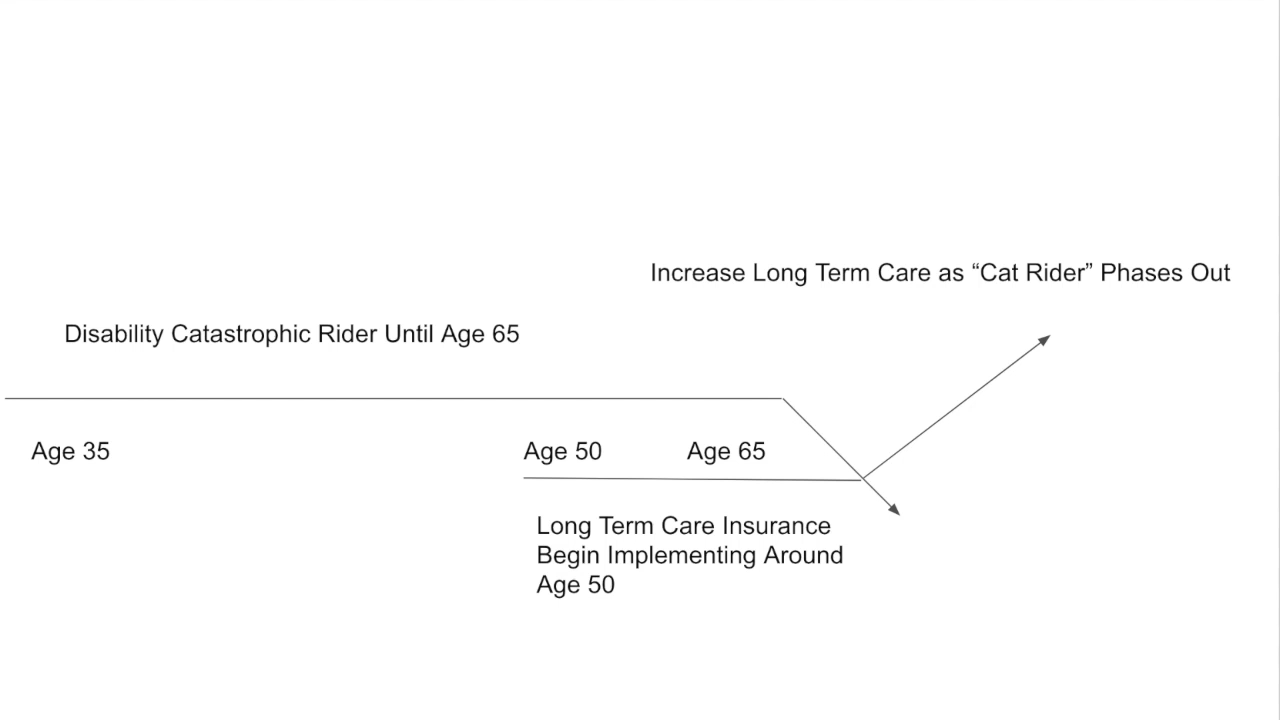 Increase Long Term Care as “Cat Rider” Phases Out
Disability Catastrophic Rider Until Age 65
Age 35
Age 50
Age 65
Long Term Care Insurance
Begin Implementing Around
Age 50